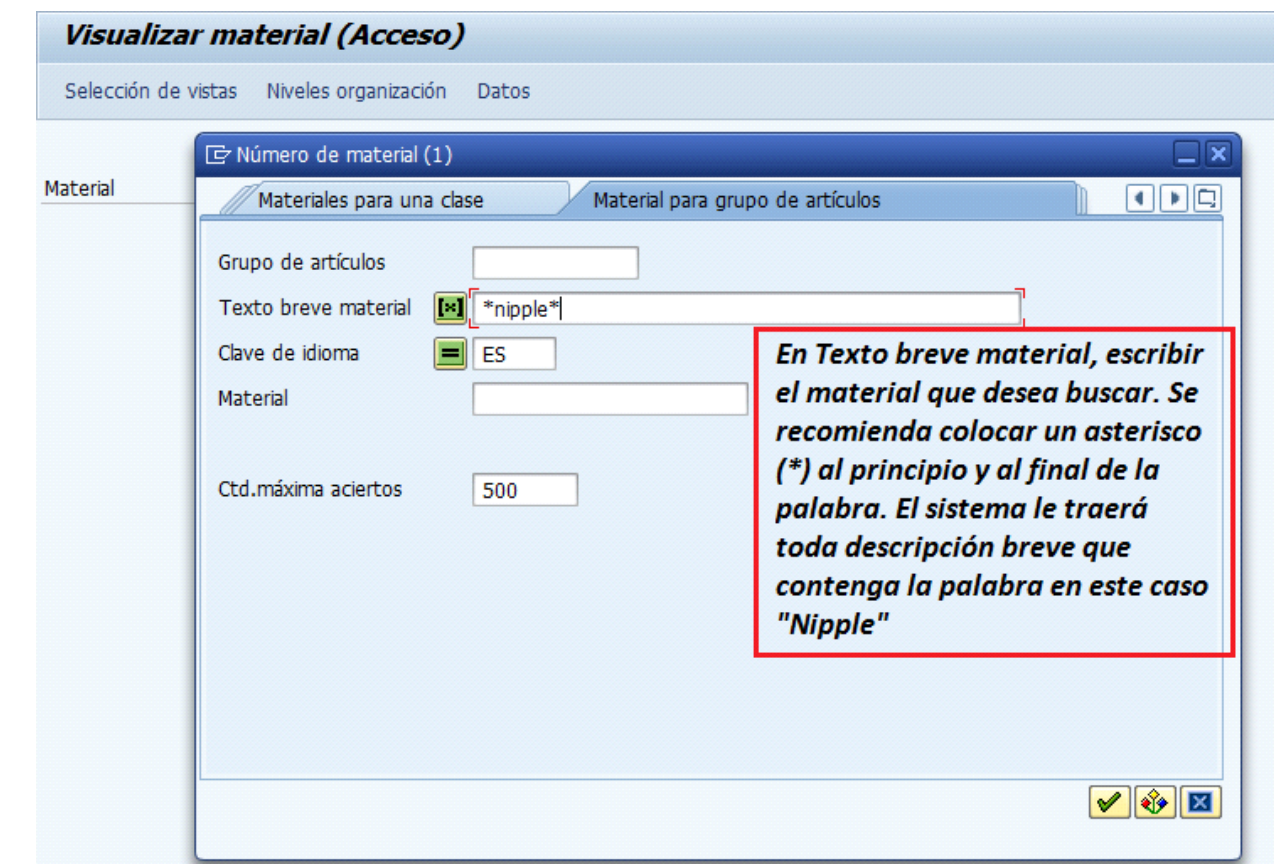 Visualizar material (Acceso)
Selección de vistas Niveles organización Datos
Número de material (1)
Material
Materiales para una clase Material para grupo de artículos
Grupo de artículos
Texto breve material *nipple*
Clave de idioma ES
Material
Ctd.máxima aciertos 500
En Texto breve material, escribir
el material que desea buscar. Se
recomienda colocar un asterisco
(*) al principio y al final de la
palabra. El sistema le traerá
toda descripción breve que
contenga la palabra en este caso
"Nipple"